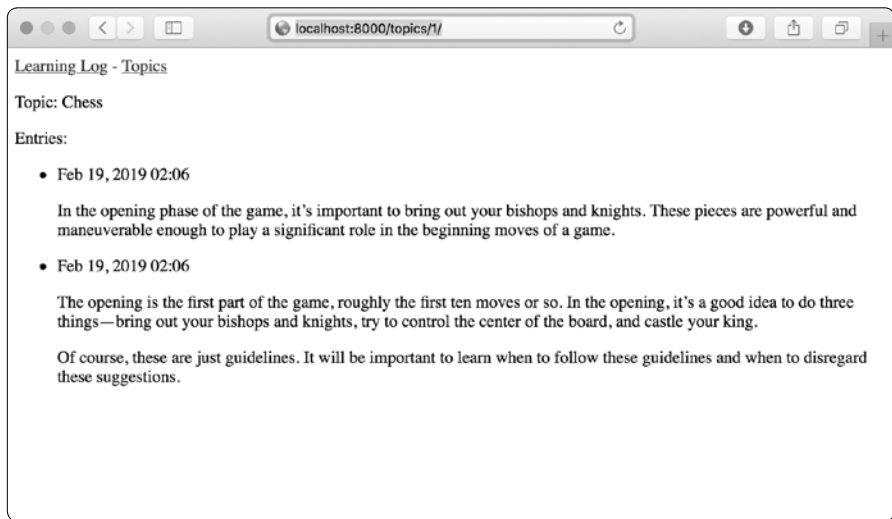 localhost:8000/topics/1/
Learning Log - Topics
Topic: Chess
Entries:
• Feb 19, 2019 02:06
In the opening phase of the game, it’s important to bring out your bishops and knights. These pieces are powerful and
maneuverable enough to play a significant role in the beginning moves of a game.
• Feb 19, 2019 02:06
The opening is the first part of the game, roughly the first ten moves or so. In the opening, it’s a good idea to do three
things—bring out your bishops and knights, try to control the center of the board, and castle your king.
Of course, these are just guidelines. It will be important to learn when to follow these guidelines and when to disregard
these suggestions.